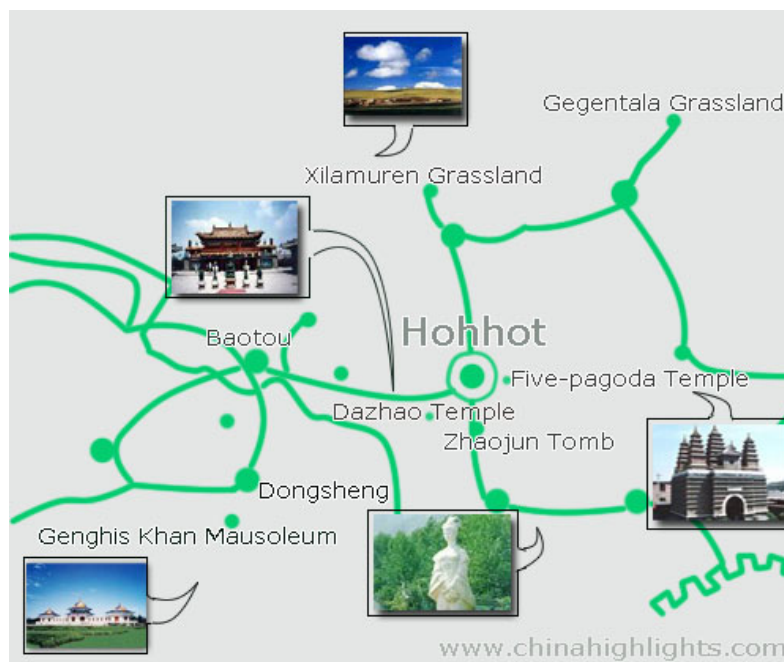 Gegentala Grassland
Xilamuren Grassland
Hohhot
Baotou
Five-pagoda Temple
Dazhao Temple
Zhaojun Tomb
Dongsheng
Genghis Khan Mausoleum
www.chinahighlights.com